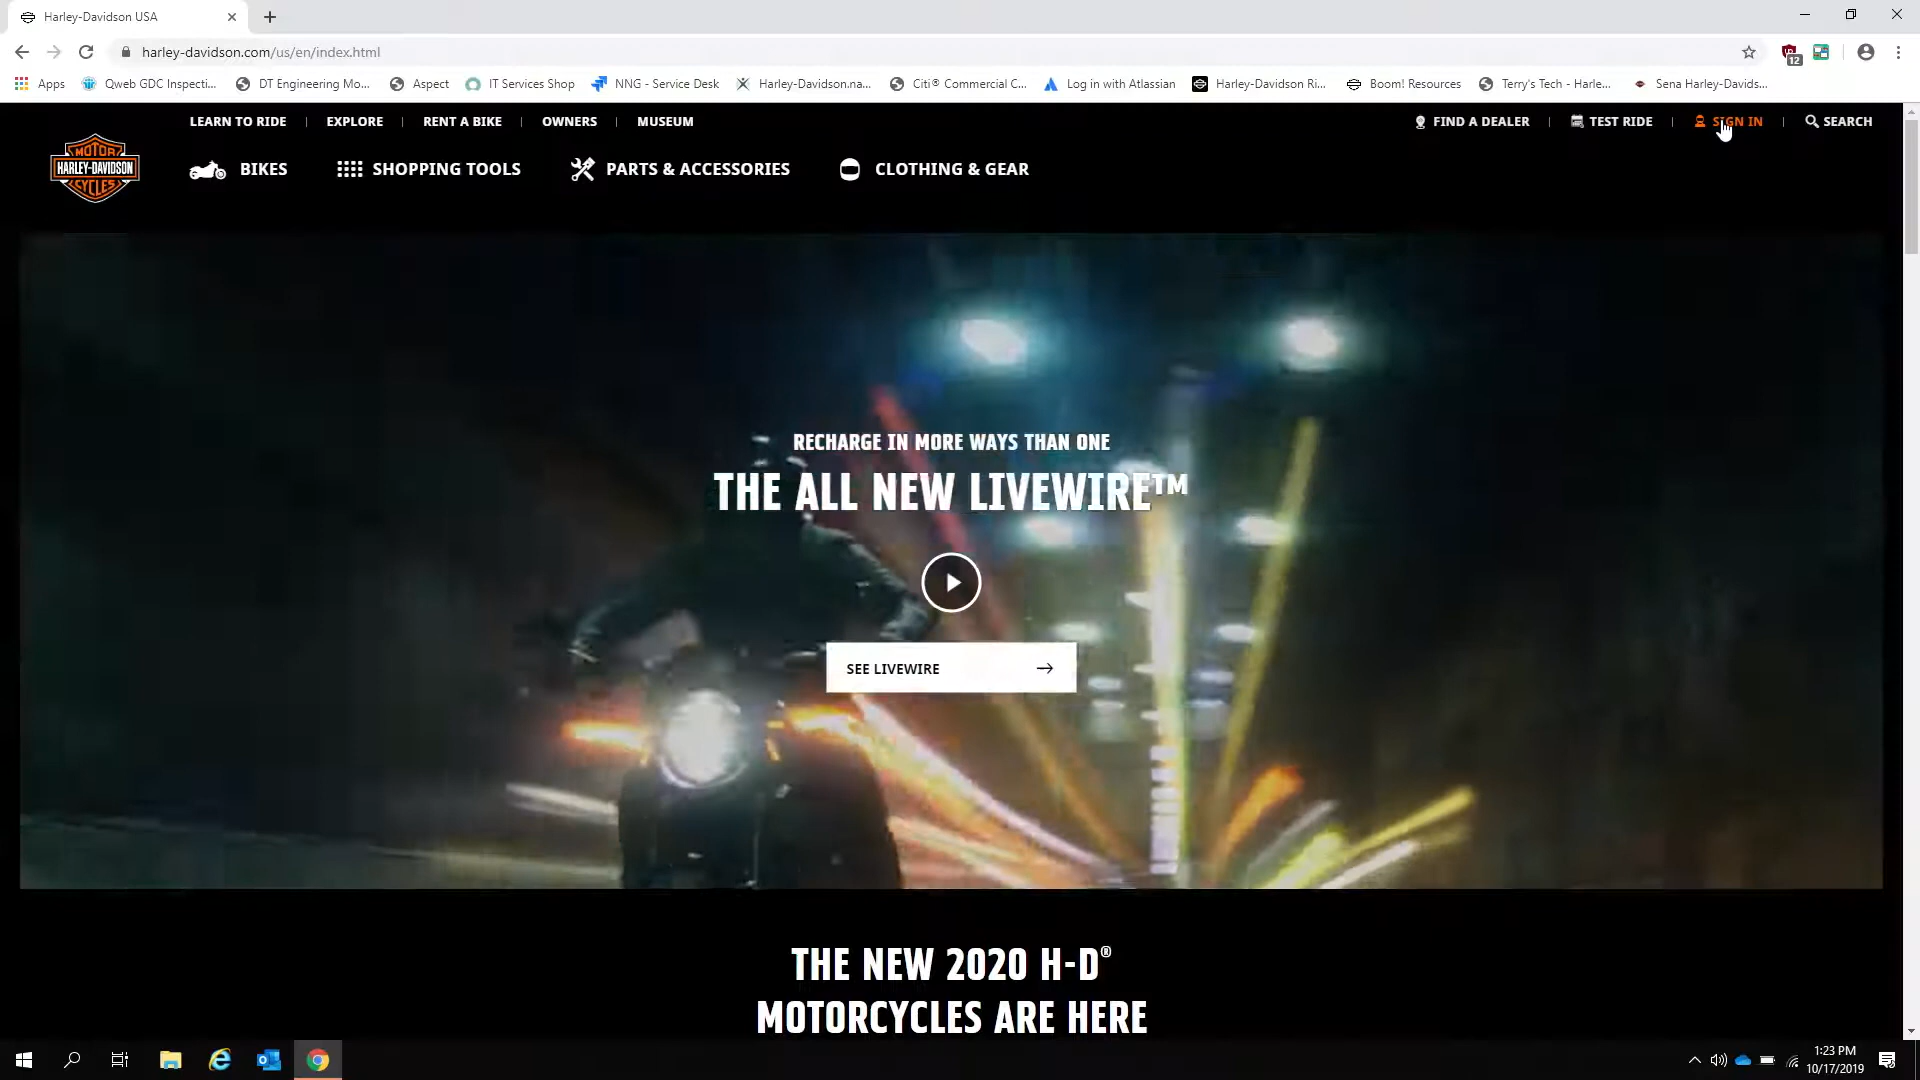 Harley-Davidson USA
harley-davidson.com/us/en/index.html
12
Apps
Qweb GDC Inspecti...
DT Engineering Mo...
Aspect
IT Services Shop
NNG - Service Desk
Harley-Davidson.na...
Citi® Commercial C...
Log in with Atlassian
Harley-Davidson Ri...
Boom! Resources
Terry's Tech - Harle...
Sena Harley-Davids...
LEARN TO RIDE | EXPLORE | RENT A BIKE | OWNERS | MUSEUM
FIND A DEALER | TEST RIDE | SIGN IN | SEARCH
MOTOR
HARLEY-DAVIDSON
CYCLES
BIKES
SHOPPING TOOLS
PARTS & ACCESSORIES
CLOTHING & GEAR
RECHARGE IN MORE WAYS THAN ONE
THE ALL NEW LIVEWIRE™
SEE LIVEWIRE →
THE NEW 2020 H-D®
MOTORCYCLES ARE HERE
1:23 PM
10/17/2019